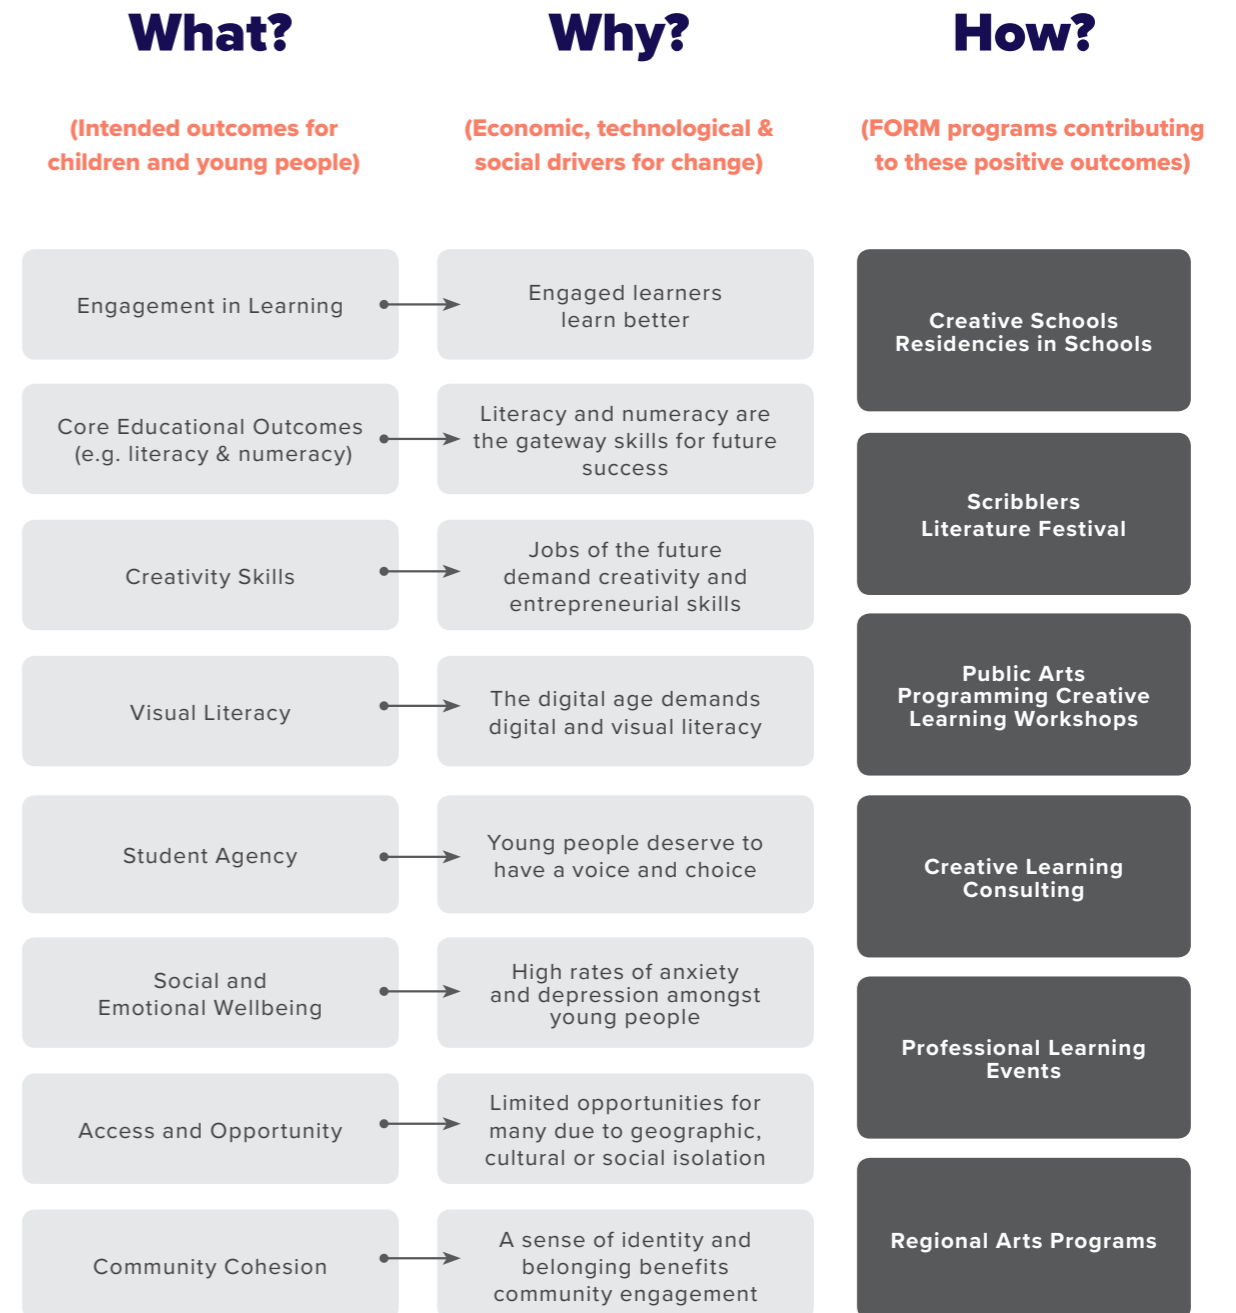 What?
Why?
How?
(Intended outcomes for
children and young people)
(Economic, technological &
social drivers for change)
(FORM programs contributing
to these positive outcomes)
Engagement in Learning
Engaged learners
learn better
Core Educational Outcomes
(e.g. literacy & numeracy)
Literacy and numeracy are
the gateway skills for future
success
Creativity Skills
Jobs of the future
demand creativity and
entrepreneurial skills
Visual Literacy
The digital age demands
digital and visual literacy
Student Agency
Young people deserve to
have a voice and choice
Social and
Emotional Wellbeing
High rates of anxiety
and depression amongst
young people
Access and Opportunity
Limited opportunities for
many due to geographic,
cultural or social isolation
Community Cohesion
A sense of identity and
belonging benefits
community engagement
Creative Schools
Residencies in Schools
Scribblers
Literature Festival
Public Arts
Programming Creative
Learning Workshops
Creative Learning
Consulting
Professional Learning
Events
Regional Arts Programs